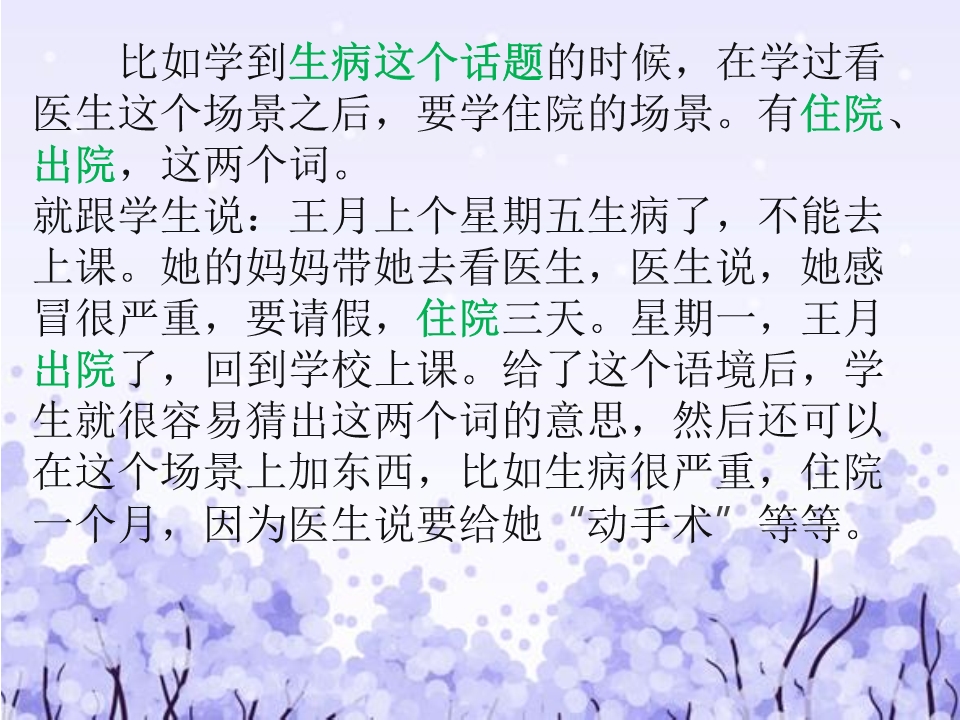 比如学到生病这个话题的时候，在学过看
医生这个场景之后，要学住院的场景。有住院、
出院，这两个词。
就跟学生说：王月上个星期五生病了，不能去
上课。她的妈妈带她去看医生，医生说，她感
冒很严重，要请假，住院三天。星期一，王月
出院了，回到学校上课。给了这个语境后，学
生就很容易猜出这两个词的意思，然后还可以
在这个场景上加东西，比如生病很严重，住院
一个月，因为医生说要给她“动手术”等等。